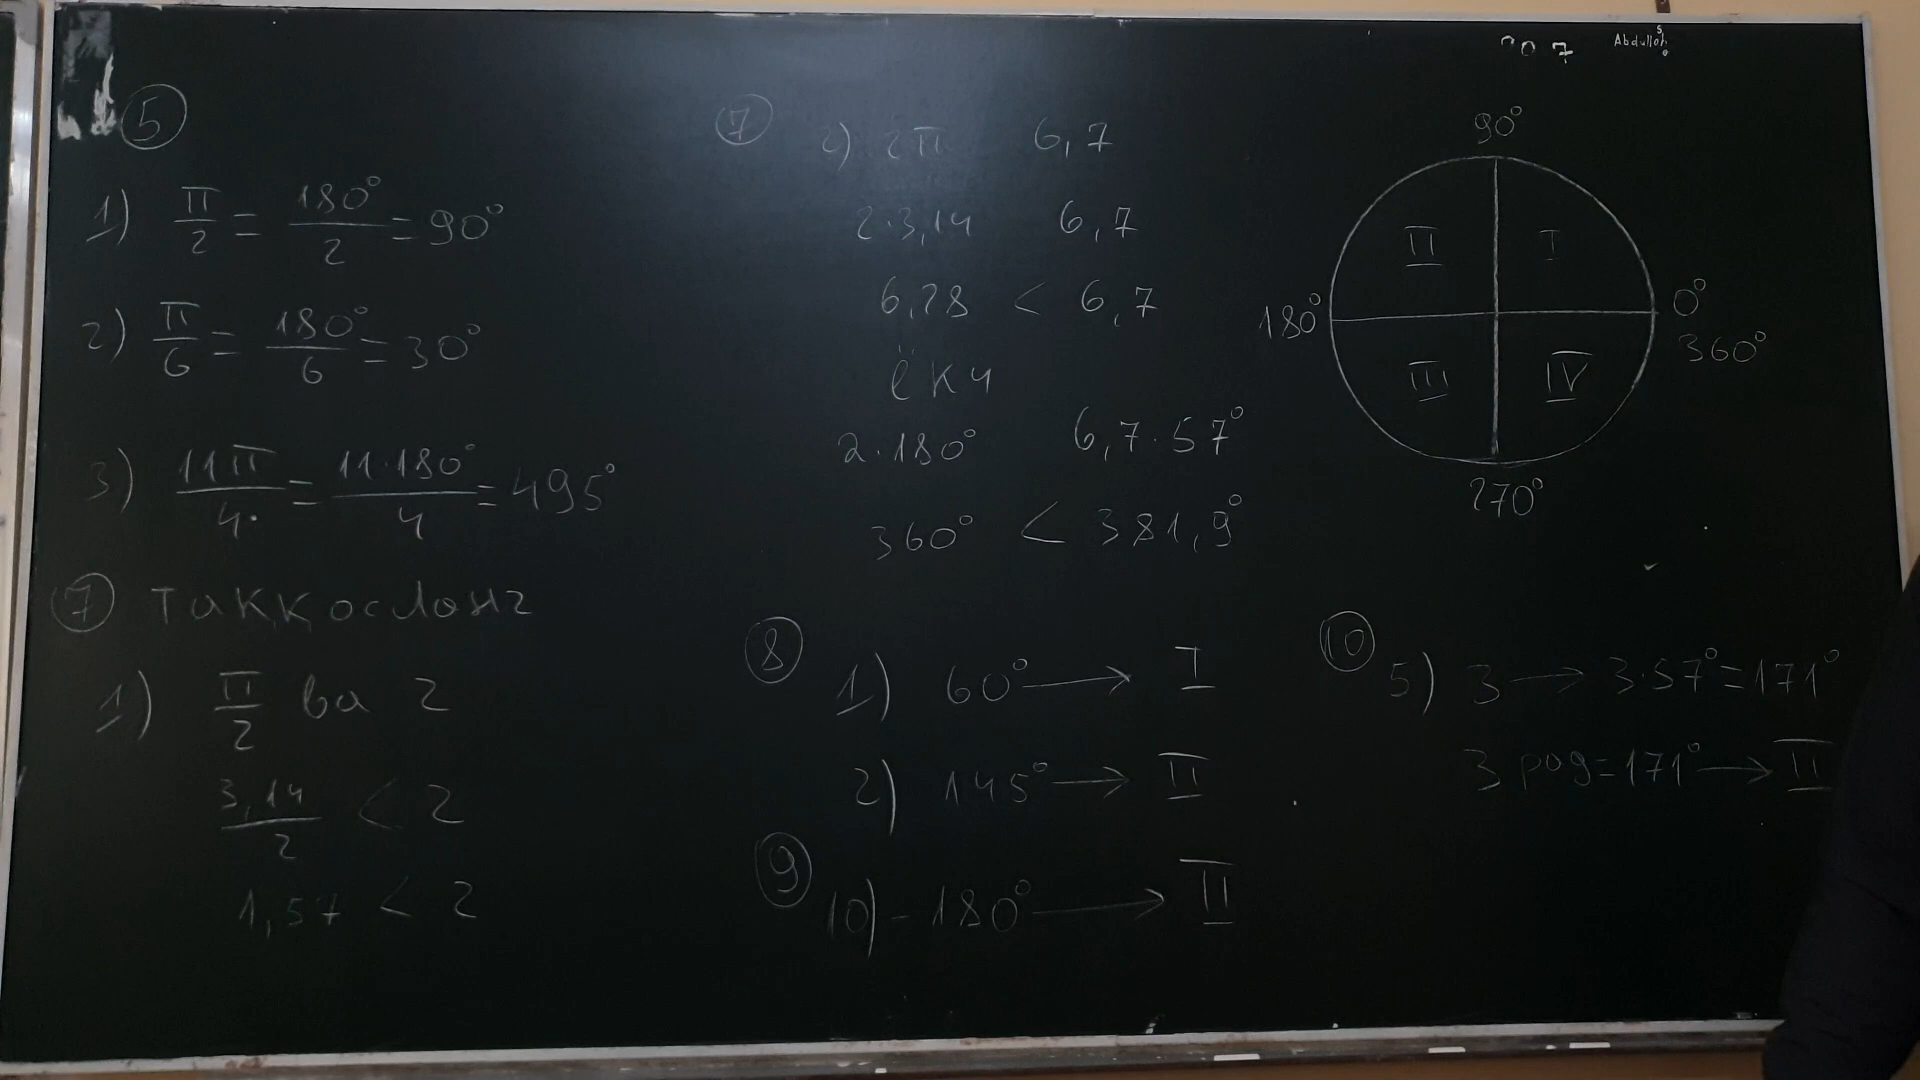 5
1) π/2 = 180°/2 = 90°
2) π/6 = 180°/6 = 30°
3) 11π/4 = 11·180°/4 = 495°
7 таққослонг
1) π/2 ва 2
3,14/2 < 2
1,57 < 2
7
2π 6,7
2·3,14 6,7
6,28 < 6,7
ёки
2·180° 6,7·57°
360° < 381,9°
90°
II I
180° 0°
360°
III IV
270°
8
1) 60° → I
2) 145° → II
9
10) -180° → II
10
5) 3 → 3·57° = 171°
3 рад = 171° → II
Abdulloh